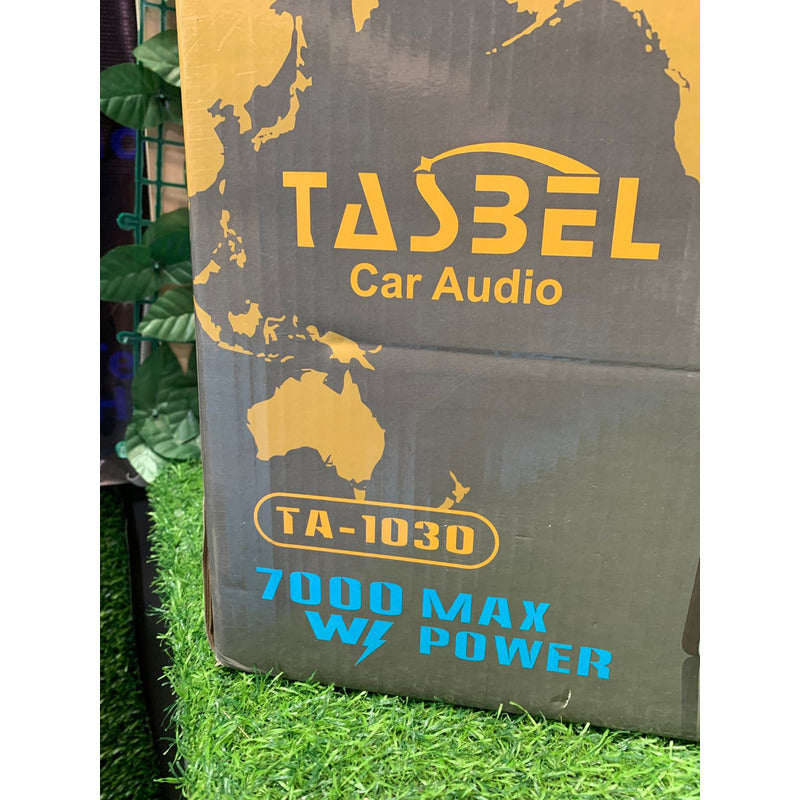 TASBEL
Car Audio
TA-1030
7000 MAX
W POWER